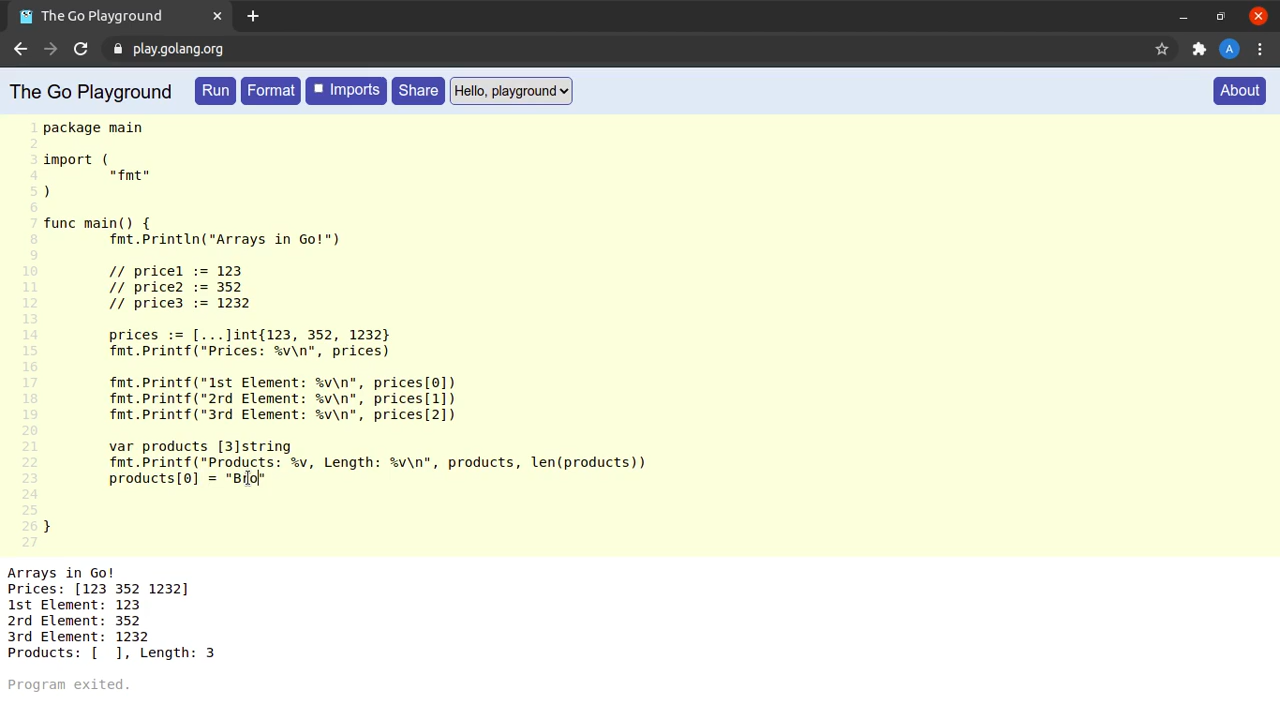 The Go Playground
play.golang.org
A
The Go Playground Run Format Imports Share Hello, playground About
1 package main
2
3 import (
4 "fmt"
5 )
6
7 func main() {
8 fmt.Println("Arrays in Go!")
9
10 // price1 := 123
11 // price2 := 352
12 // price3 := 1232
13
14 prices := [...]int{123, 352, 1232}
15 fmt.Printf("Prices: %v\n", prices)
16
17 fmt.Printf("1st Element: %v\n", prices[0])
18 fmt.Printf("2rd Element: %v\n", prices[1])
19 fmt.Printf("3rd Element: %v\n", prices[2])
20
21 var products [3]string
22 fmt.Printf("Products: %v, Length: %v\n", products, len(products))
23 products[0] = "Bro"
24
25
26 }
27
Arrays in Go!
Prices: [123 352 1232]
1st Element: 123
2rd Element: 352
3rd Element: 1232
Products: [  ], Length: 3
Program exited.